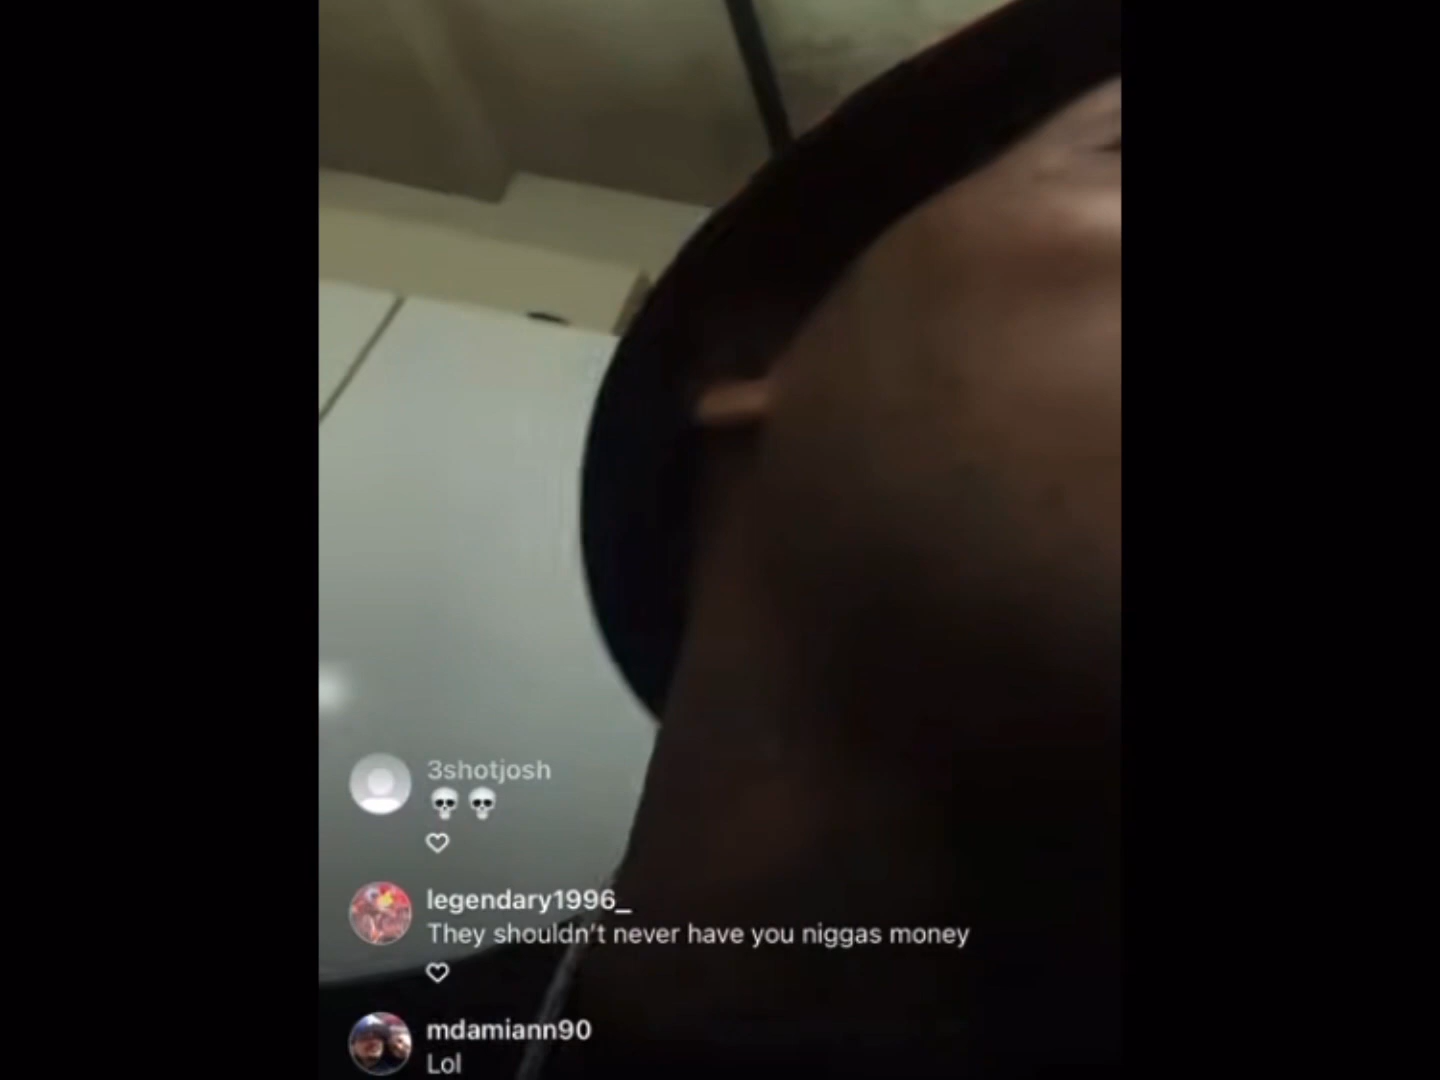 3shotjosh
💀💀
legendary1996_
They shouldn't never have you niggas money
mdamiann90
Lol